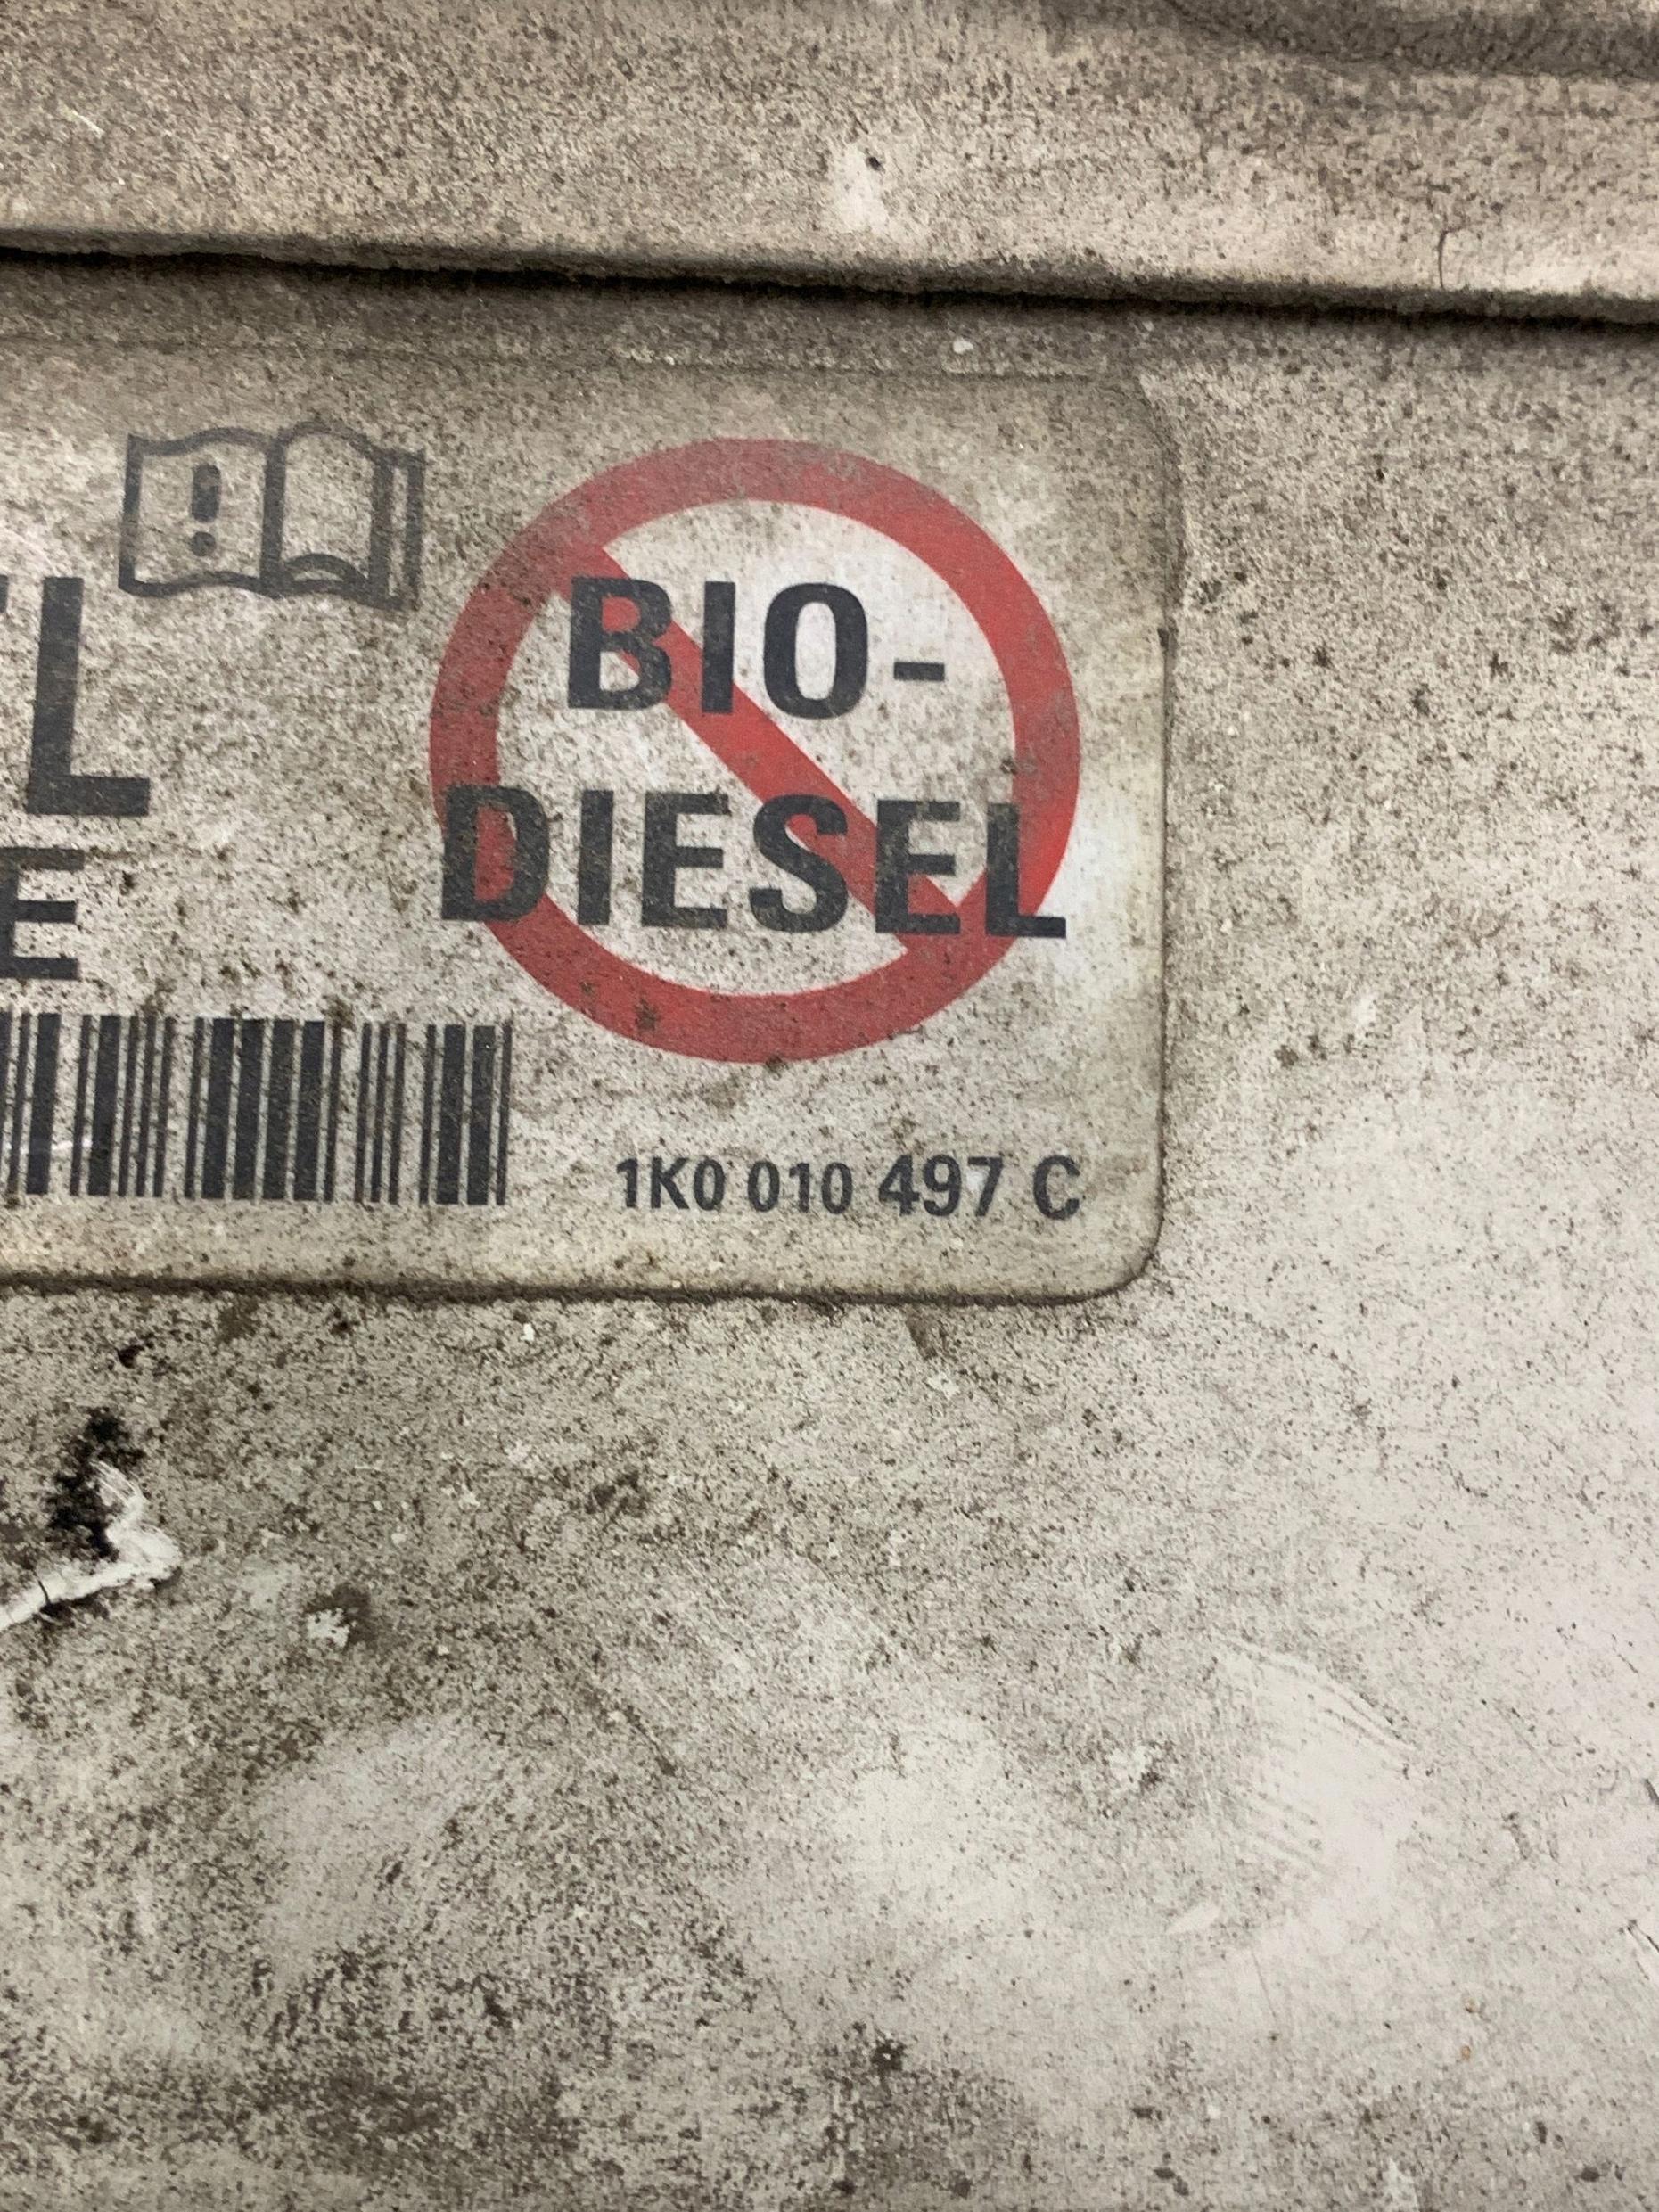 BIO-
L
DIESEL
E
1K0 010 497 C